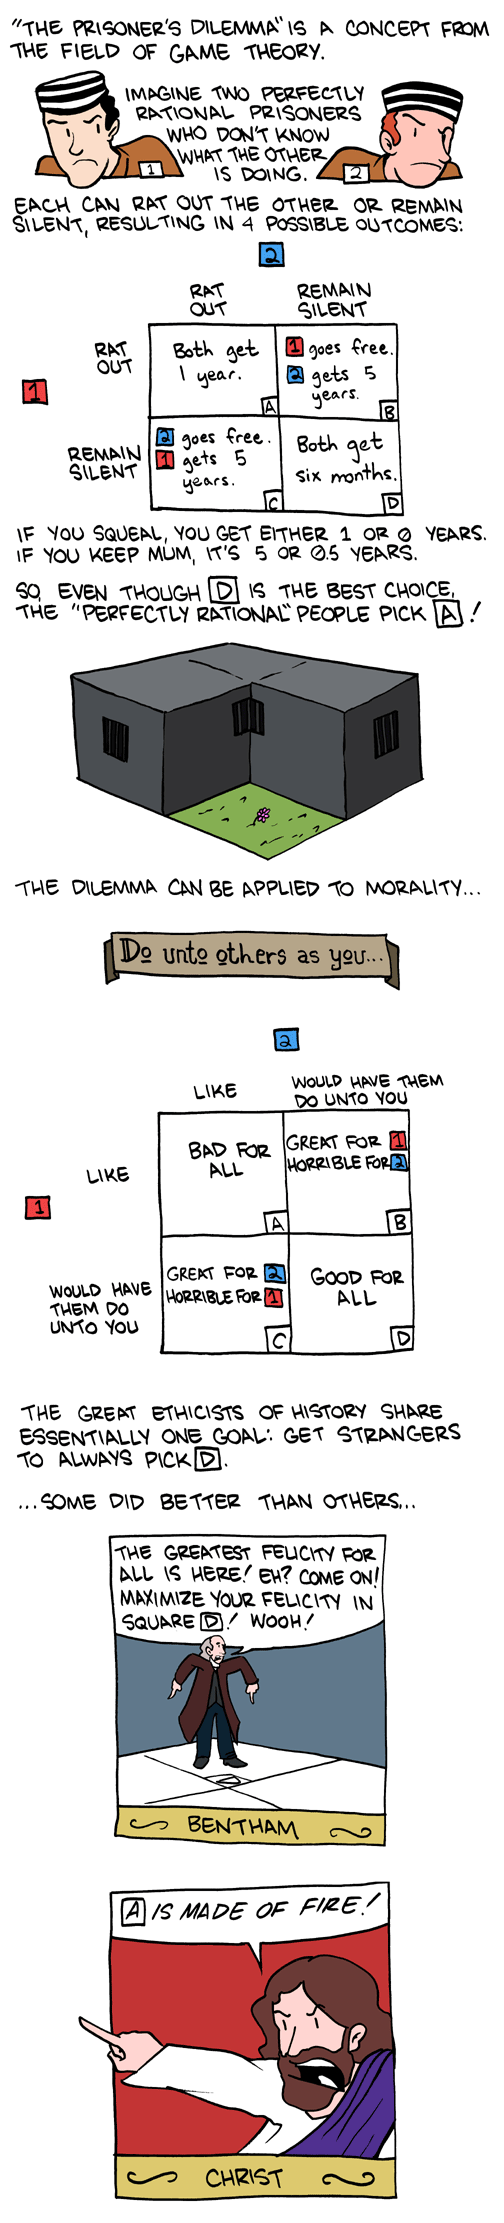 "THE PRISONER'S DILEMMA" IS A CONCEPT FROM
THE FIELD OF GAME THEORY.
IMAGINE TWO PERFECTLY
RATIONAL PRISONERS
WHO DON'T KNOW
WHAT THE OTHER
IS DOING.
1
2
EACH CAN RAT OUT THE OTHER OR REMAIN
SILENT, RESULTING IN 4 POSSIBLE OUTCOMES:
2
RAT
OUT
REMAIN
SILENT
1
RAT
OUT
Both get
1 year.
A
1 goes free.
2 gets 5
years.
B
REMAIN
SILENT
2 goes free.
1 gets 5
years.
C
Both get
six months.
D
IF YOU SQUEAL, YOU GET EITHER 1 OR 0 YEARS.
IF YOU KEEP MUM, IT'S 5 OR 0.5 YEARS.
SO, EVEN THOUGH D IS THE BEST CHOICE,
THE "PERFECTLY RATIONAL" PEOPLE PICK A!
THE DILEMMA CAN BE APPLIED TO MORALITY...
Do unto others as you...
2
LIKE
WOULD HAVE THEM
DO UNTO YOU
1
LIKE
BAD FOR
ALL
A
GREAT FOR 1
HORRIBLE FOR 2
B
WOULD HAVE
THEM DO
UNTO YOU
GREAT FOR 2
HORRIBLE FOR 1
C
GOOD FOR
ALL
D
THE GREAT ETHICISTS OF HISTORY SHARE
ESSENTIALLY ONE GOAL: GET STRANGERS
TO ALWAYS PICK D.
...SOME DID BETTER THAN OTHERS...
THE GREATEST FELICITY FOR
ALL IS HERE! EH? COME ON!
MAXIMIZE YOUR FELICITY IN
SQUARE D! WOOH!
BENTHAM
A IS MADE OF FIRE!
CHRIST